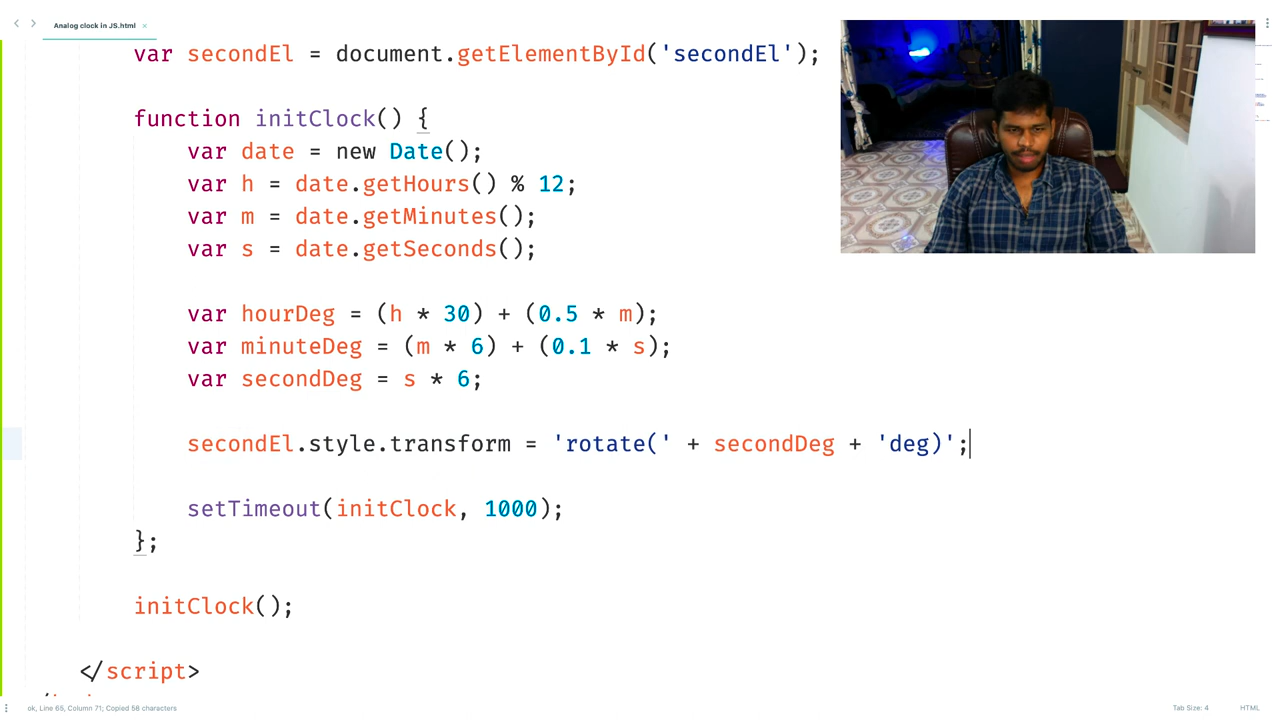 Analog clock in JS.html ×
var secondEl = document.getElementById('secondEl');
function initClock() {
var date = new Date();
var h = date.getHours() % 12;
var m = date.getMinutes();
var s = date.getSeconds();
var hourDeg = (h * 30) + (0.5 * m);
var minuteDeg = (m * 6) + (0.1 * s);
var secondDeg = s * 6;
secondEl.style.transform = 'rotate(' + secondDeg + 'deg)';
setTimeout(initClock, 1000);
};
initClock();
</script>
ok, Line 65, Column 71; Copied 56 characters
Tab Size: 4
HTML